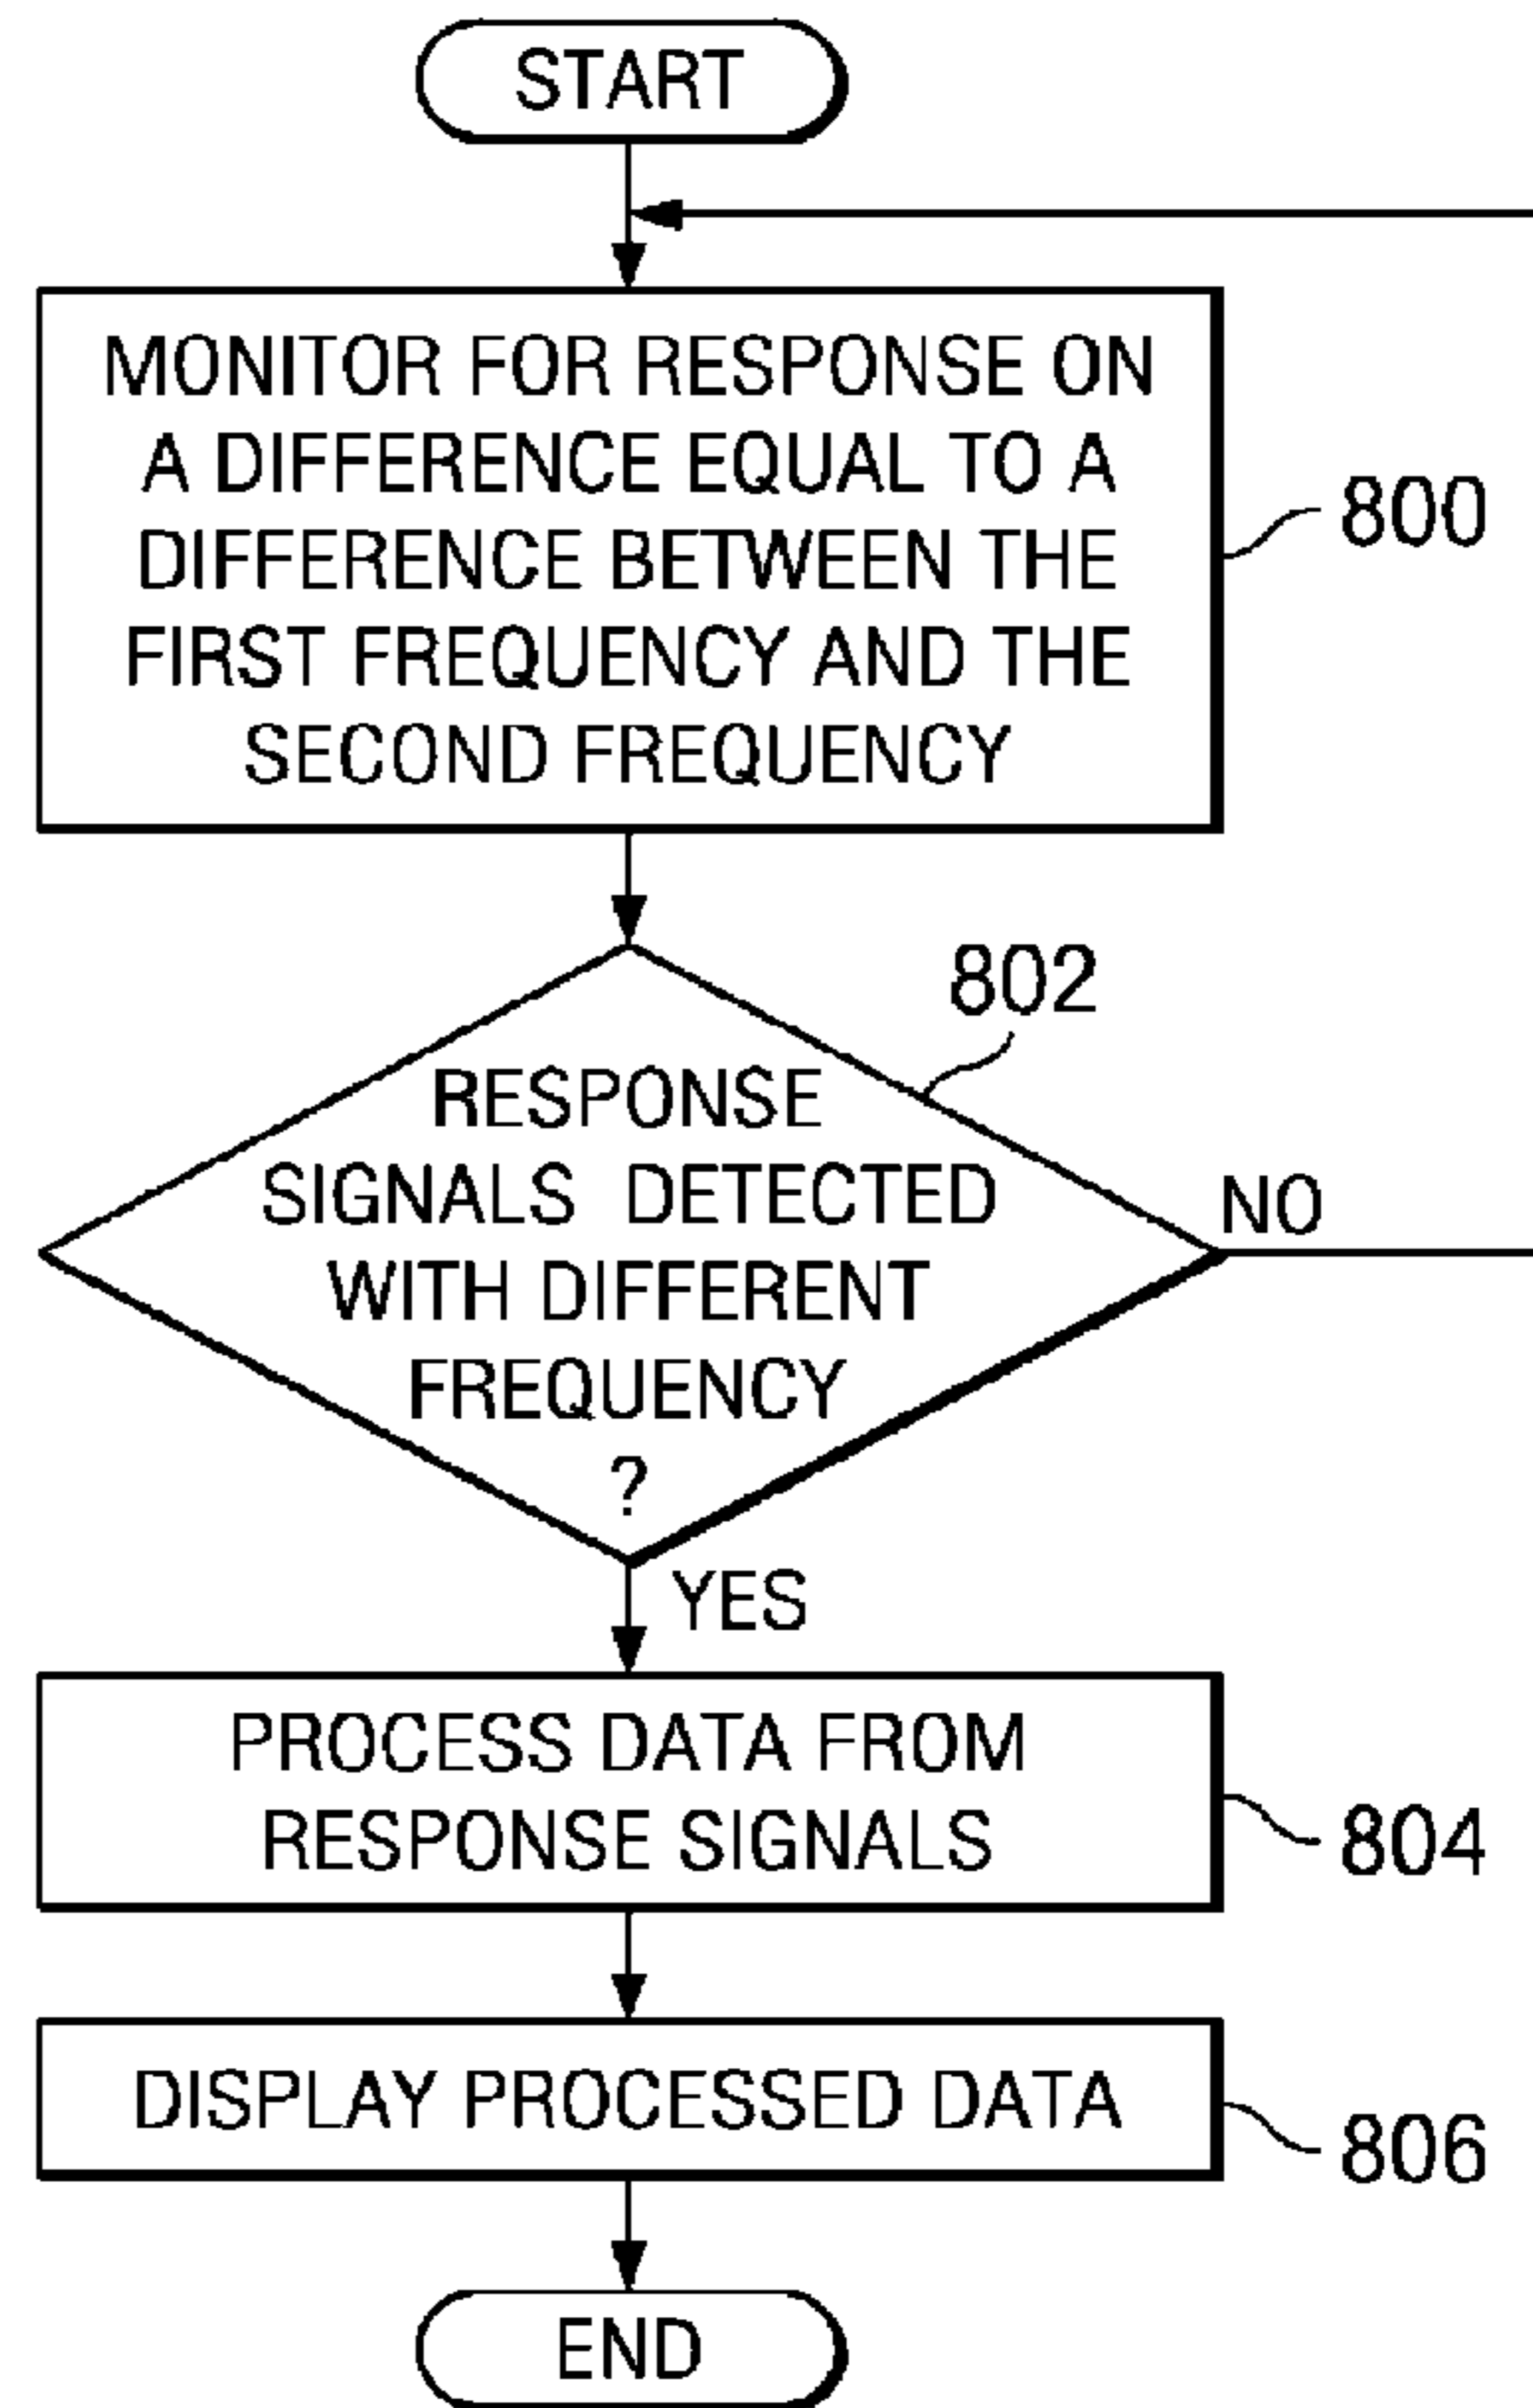 START
MONITOR FOR RESPONSE ON
A DIFFERENCE EQUAL TO A
DIFFERENCE BETWEEN THE
FIRST FREQUENCY AND THE
SECOND FREQUENCY
800
802
RESPONSE
SIGNALS DETECTED
WITH DIFFERENT
FREQUENCY
?
NO
YES
PROCESS DATA FROM
RESPONSE SIGNALS
804
DISPLAY PROCESSED DATA
806
END